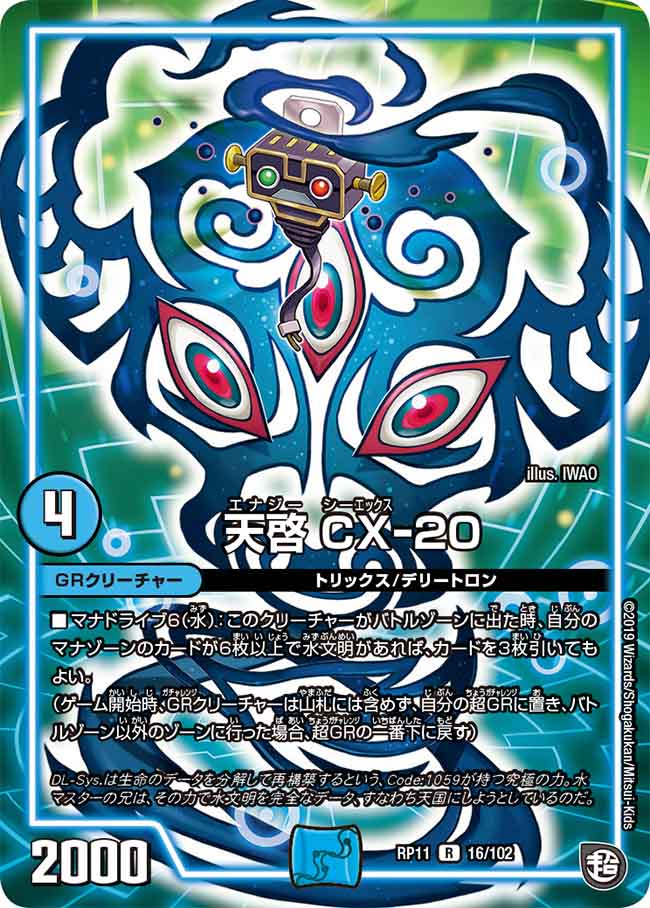 illus. IWAO
4
エナジー シーエックス
天啓 CX-20
GRクリーチャー
トリックス/デリートロン
■マナドライブ6(水):このクリーチャーがバトルゾーンに出た時、自分の
マナゾーンのカードが6枚以上で水文明があれば、カードを3枚引いても
よい。
(ゲーム開始時、GRクリーチャーは山札には含めず、自分の超GRに置き、バト
ルゾーン以外のゾーンに行った場合、超GRの一番下に戻す)
DL-Sys.は生命のデータを分解して再構築するという、Code:1059が持つ究極の力。水
マスターの兄は、その力で水文明を完全なデータ、すなわち天国にしようとしているのだ。
©2019 Wizards/Shogakukan/Mitsui-Kids
2000
RP11 R 16/102
超